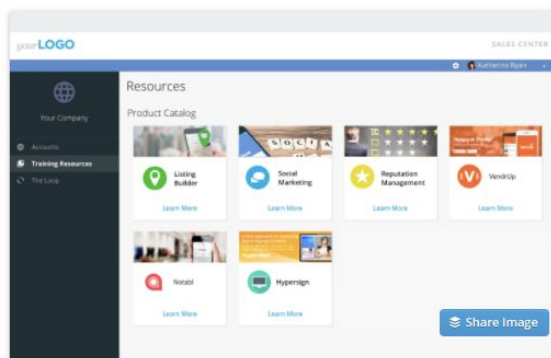 yourLOGO
SALES CENTER
Katherine Ryan
Your Company
Accounts
Training Resources
The Loop
Resources
Product Catalog
SOCIA
Listing
Builder
Learn More
Social
Marketing
Learn More
Reputation
Management
Learn More
VendrUp
Learn More
Notabl
Learn More
Hypersign
Learn More
Share Image